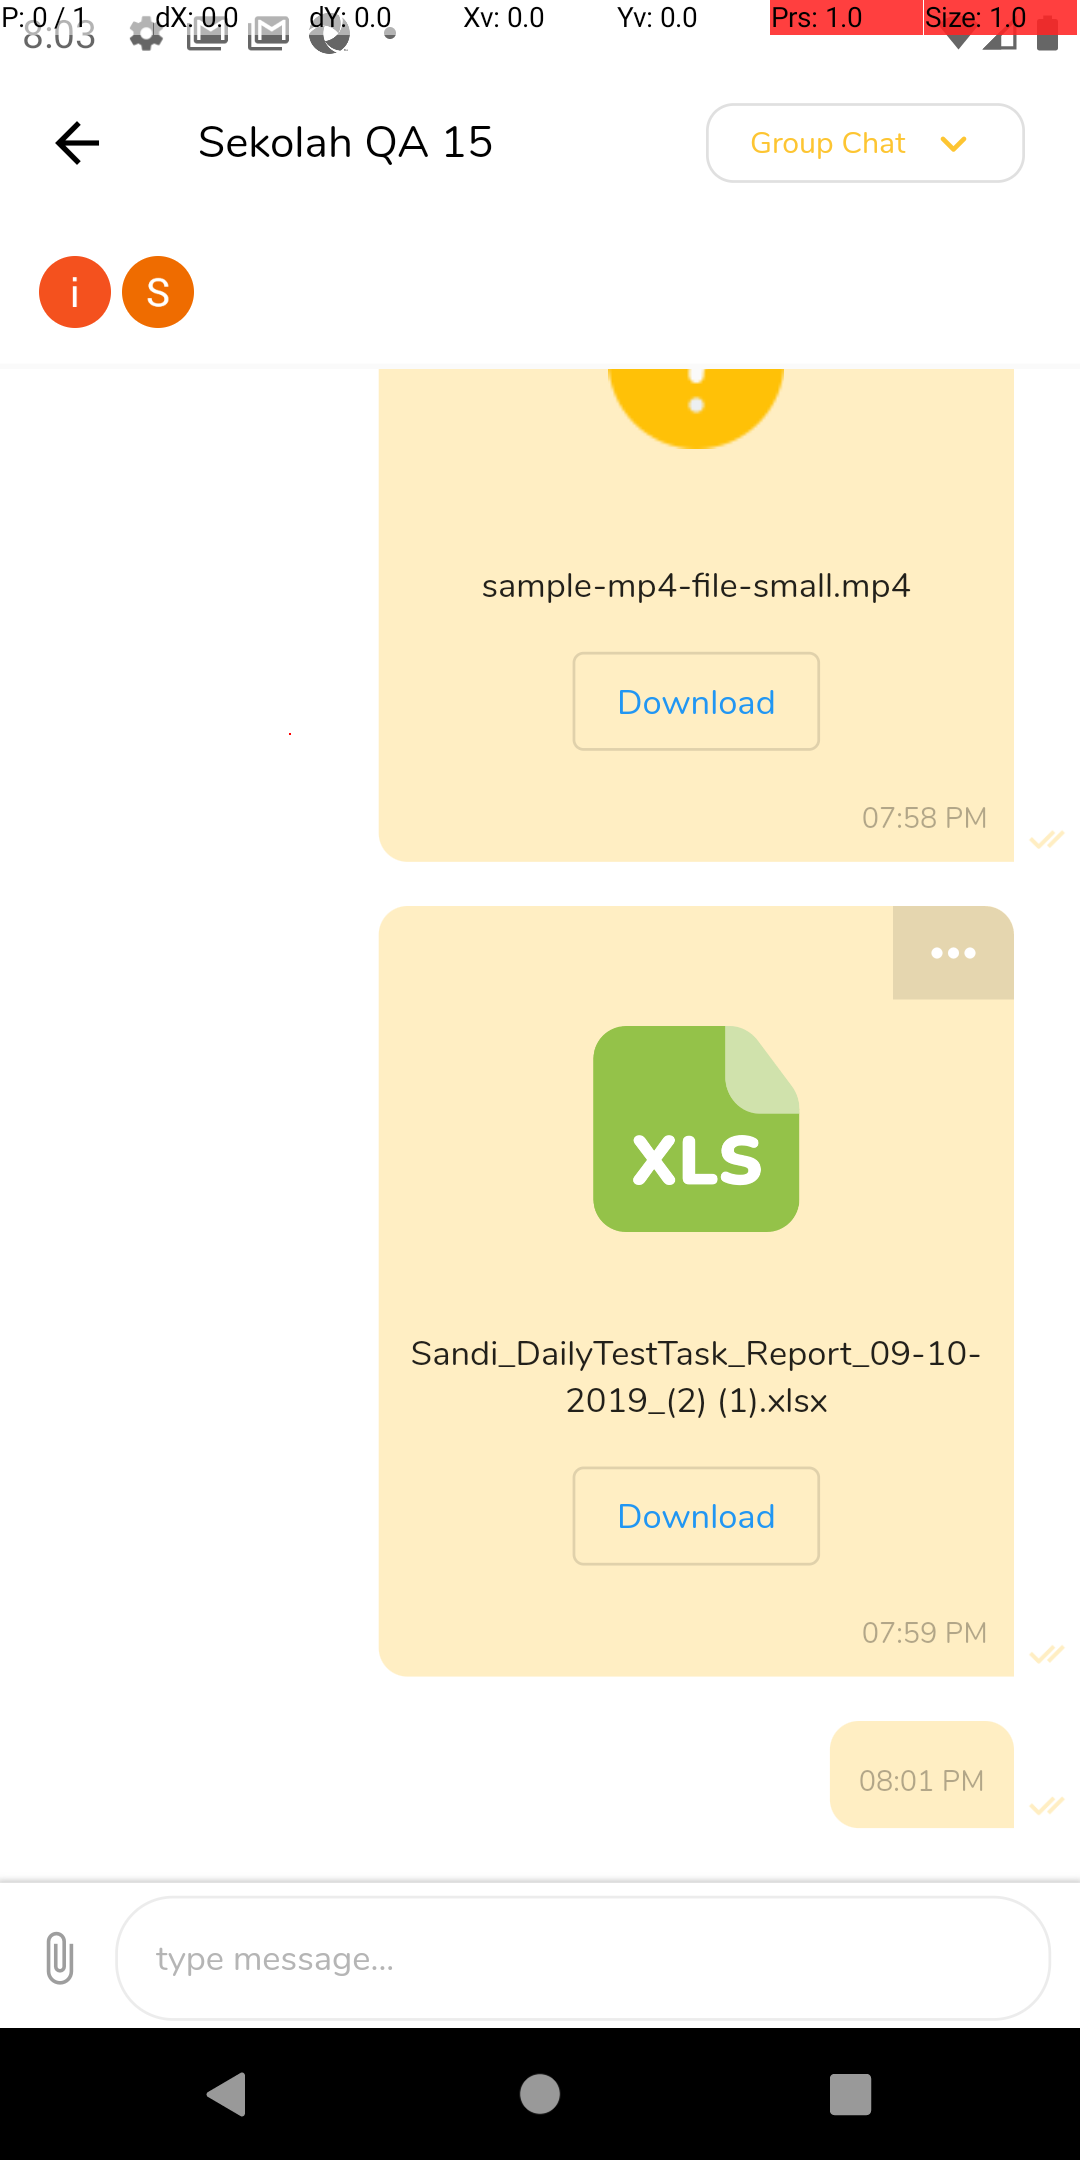 P: 0 / 1 dX: 0.0 dY: 0.0 Xv: 0.0 Yv: 0.0 Prs: 1.0 Size: 1.0
8:03
Sekolah QA 15
Group Chat
i S
sample-mp4-file-small.mp4
Download
07:58 PM
XLS
Sandi_DailyTestTask_Report_09-10-
2019_(2) (1).xlsx
Download
07:59 PM
08:01 PM
type message...